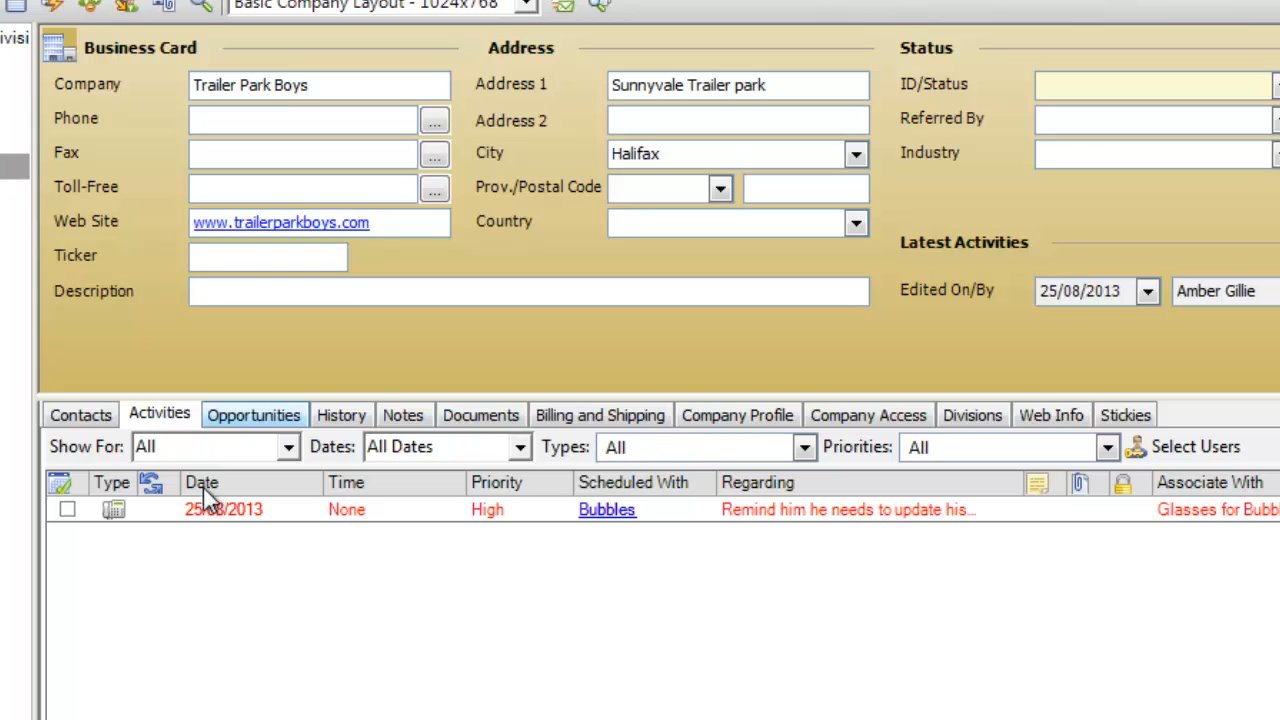 Basic Company Layout - 1024x768
Business Card
Address
Status
Company
Trailer Park Boys
Address 1
Sunnyvale Trailer park
ID/Status
Phone
...
Address 2
Referred By
Fax
...
City
Halifax
Industry
Toll-Free
...
Prov./Postal Code
Web Site
www.trailerparkboys.com
Country
Ticker
Latest Activities
Description
Edited On/By
25/08/2013
Amber Gillie
Contacts
Activities
Opportunities
History
Notes
Documents
Billing and Shipping
Company Profile
Company Access
Divisions
Web Info
Stickies
Show For:
All
Dates:
All Dates
Types:
All
Priorities:
All
Select Users
Type
Date
Time
Priority
Scheduled With
Regarding
Associate With
25/08/2013
None
High
Bubbles
Remind him he needs to update his...
Glasses for Bubb